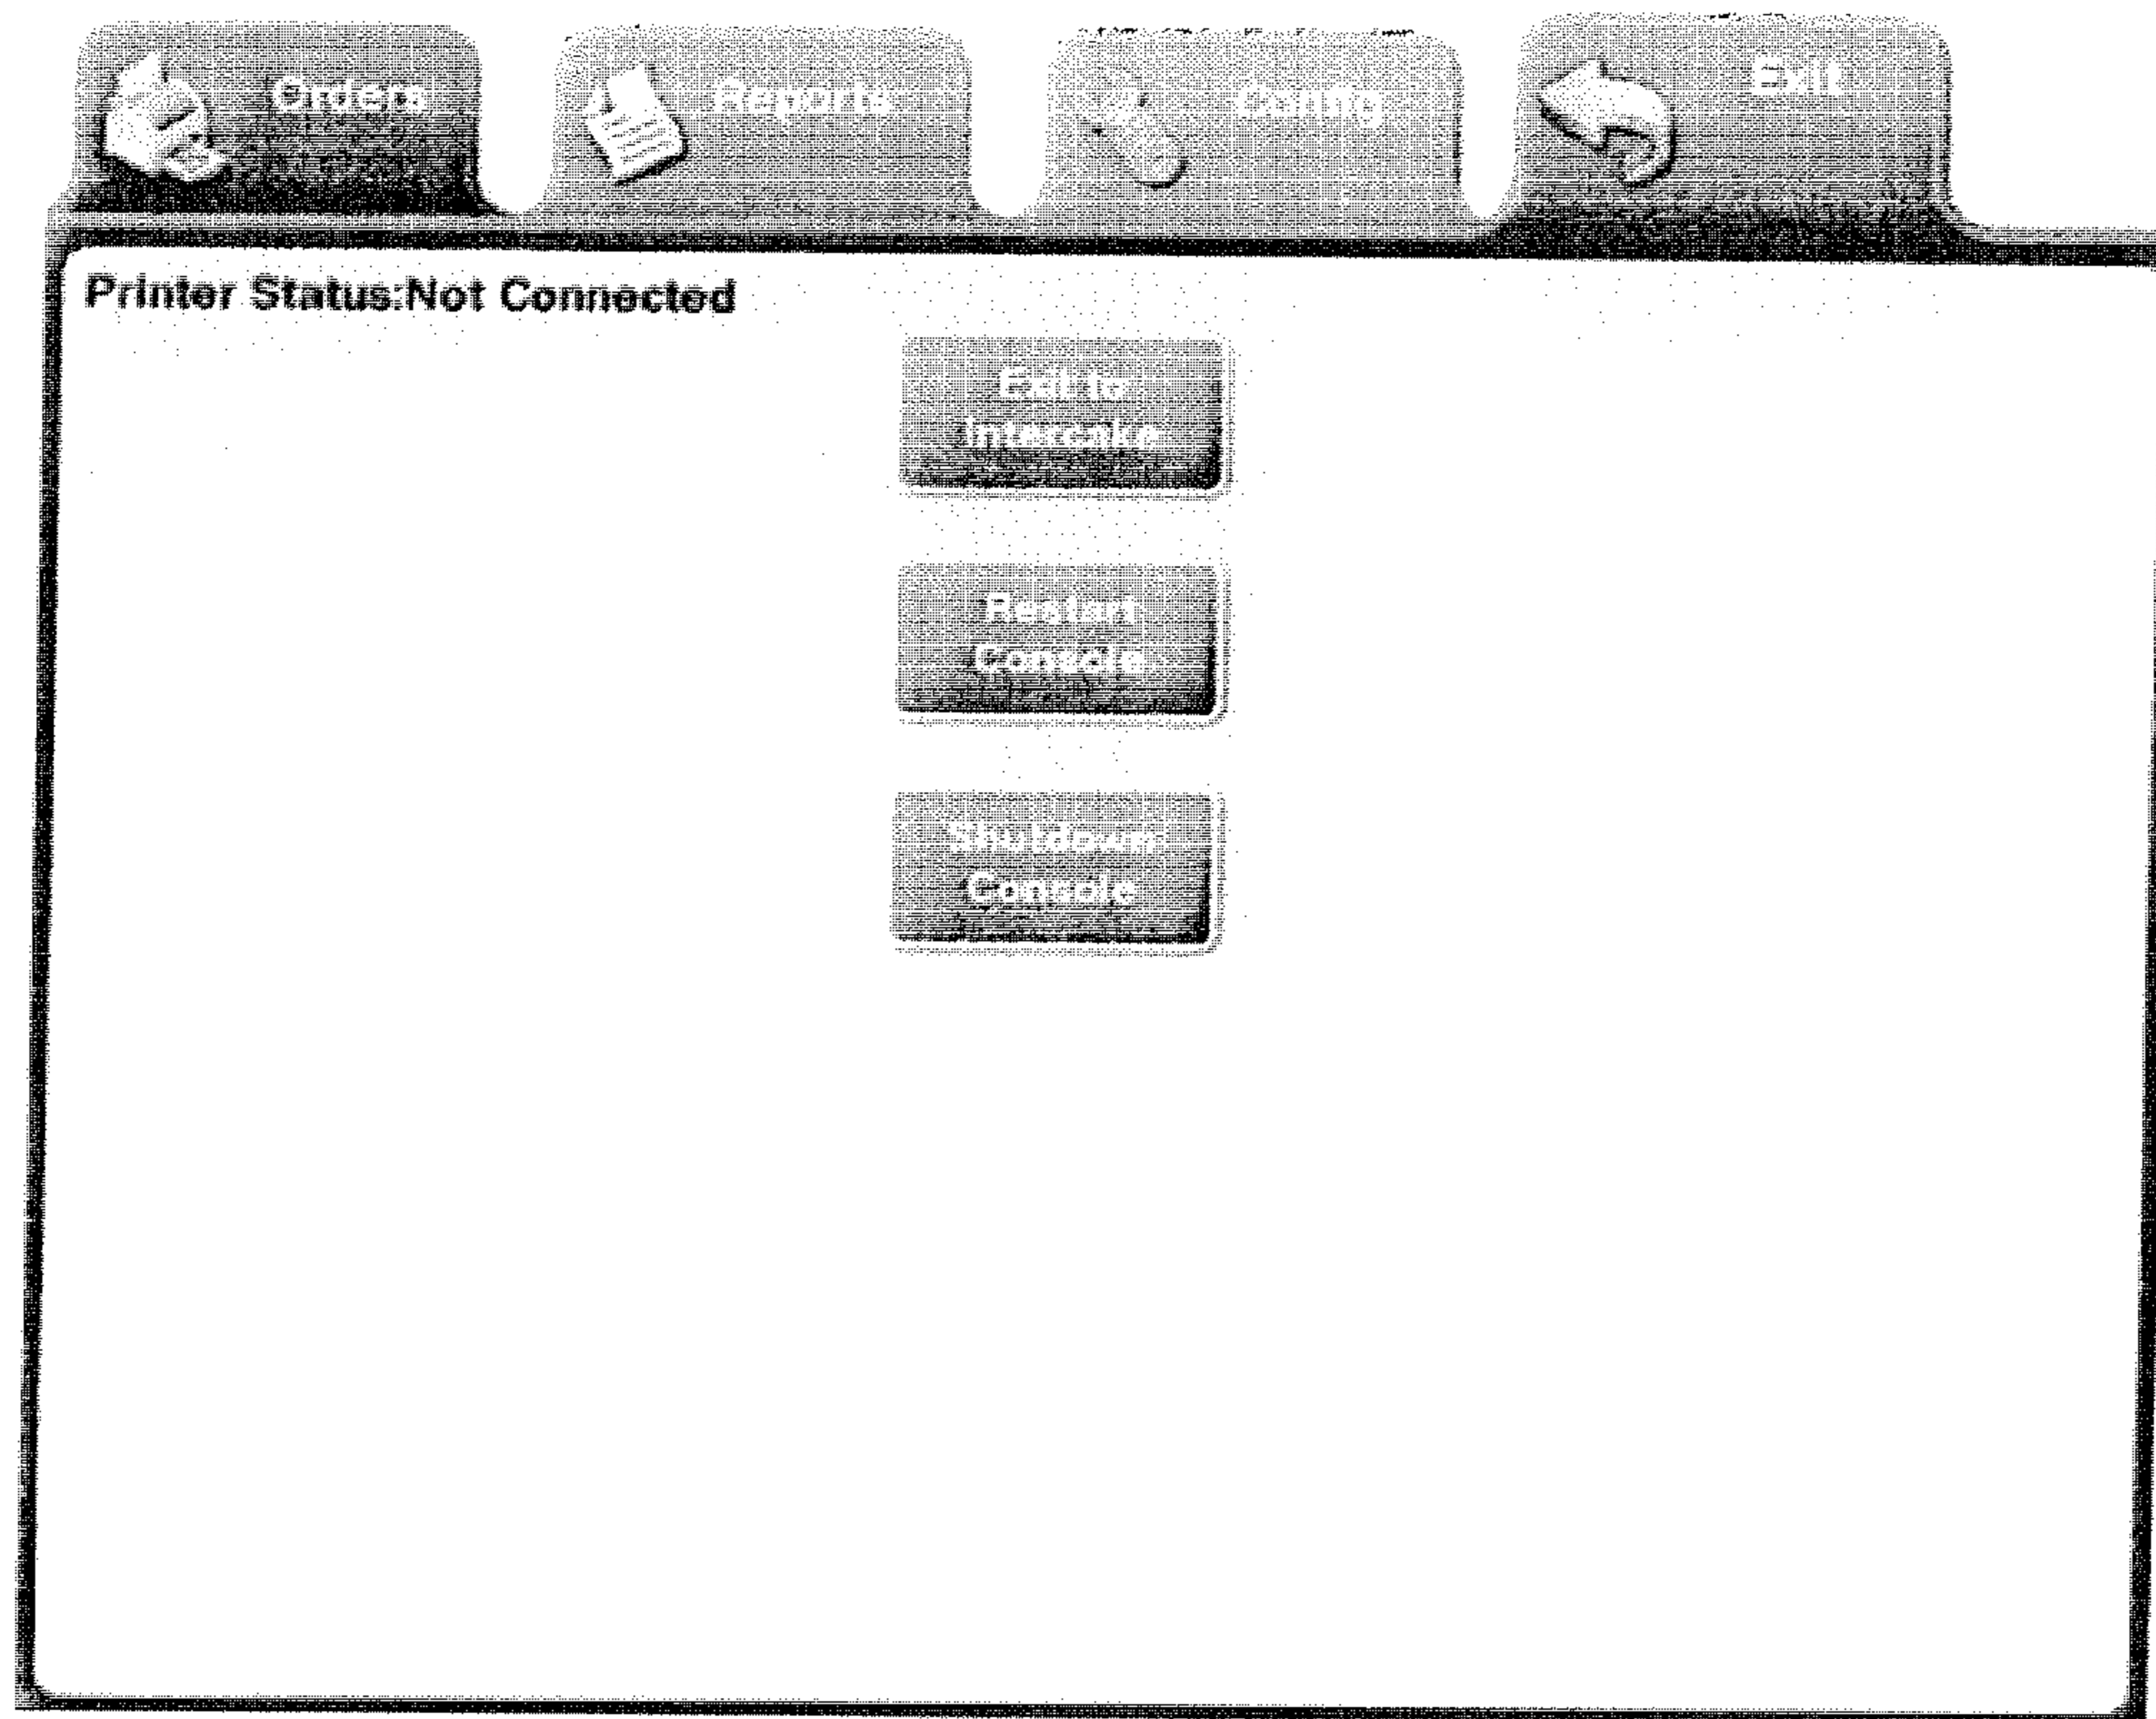 Orders
Reports
Config
Exit
Printer Status:Not Connected
Exit to
Restart
Console
Shutdown
Console